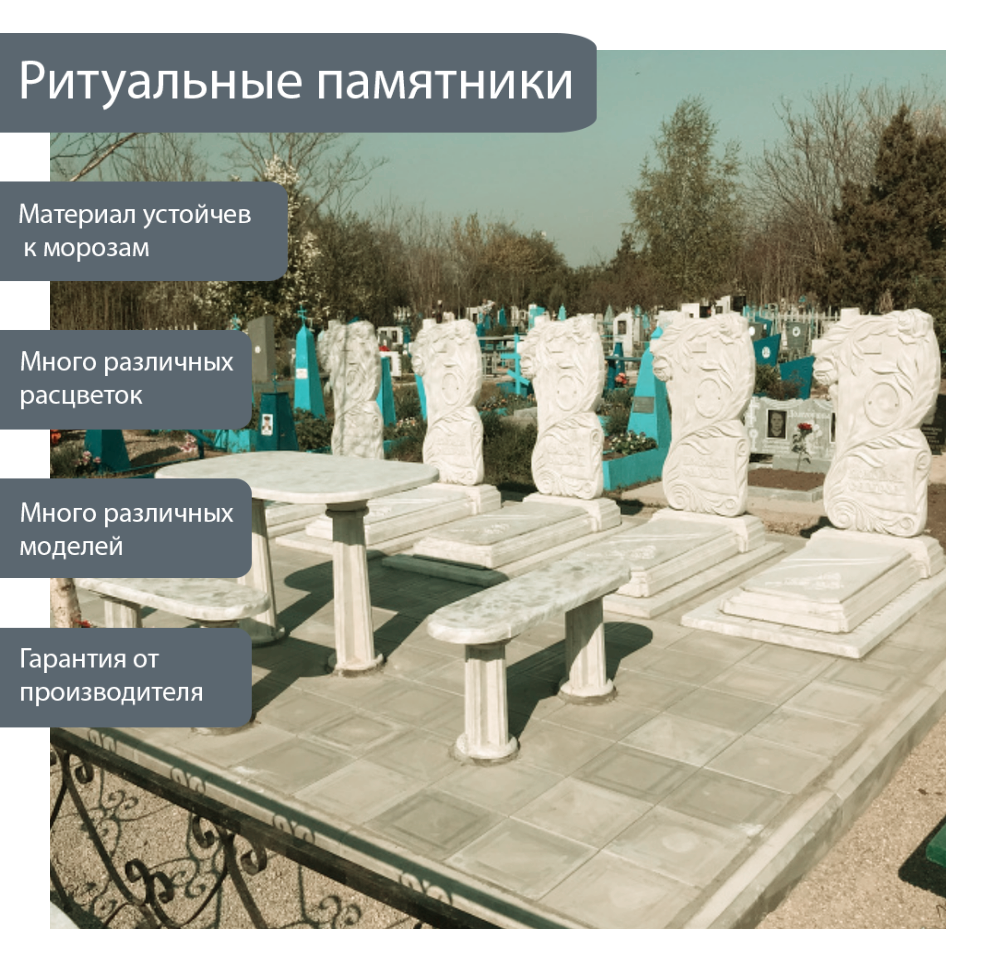 Ритуальные памятники
Материал устойчев
к морозам
Много различных
расцветок
Много различных
моделей
Гарантия от
производителя